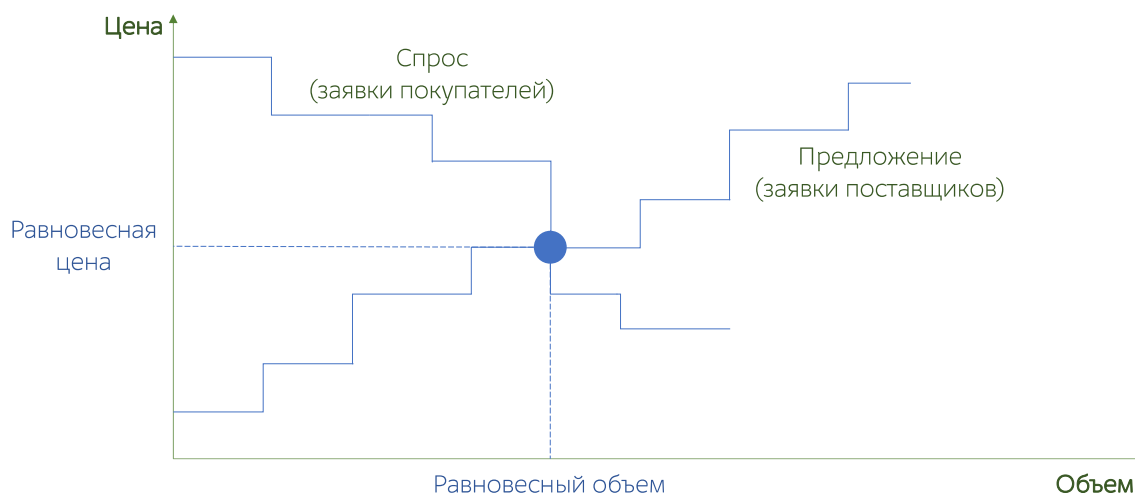 Цена
Спрос
(заявки покупателей)
Предложение
(заявки поставщиков)
Равновесная
цена
Равновесный объем
Объем